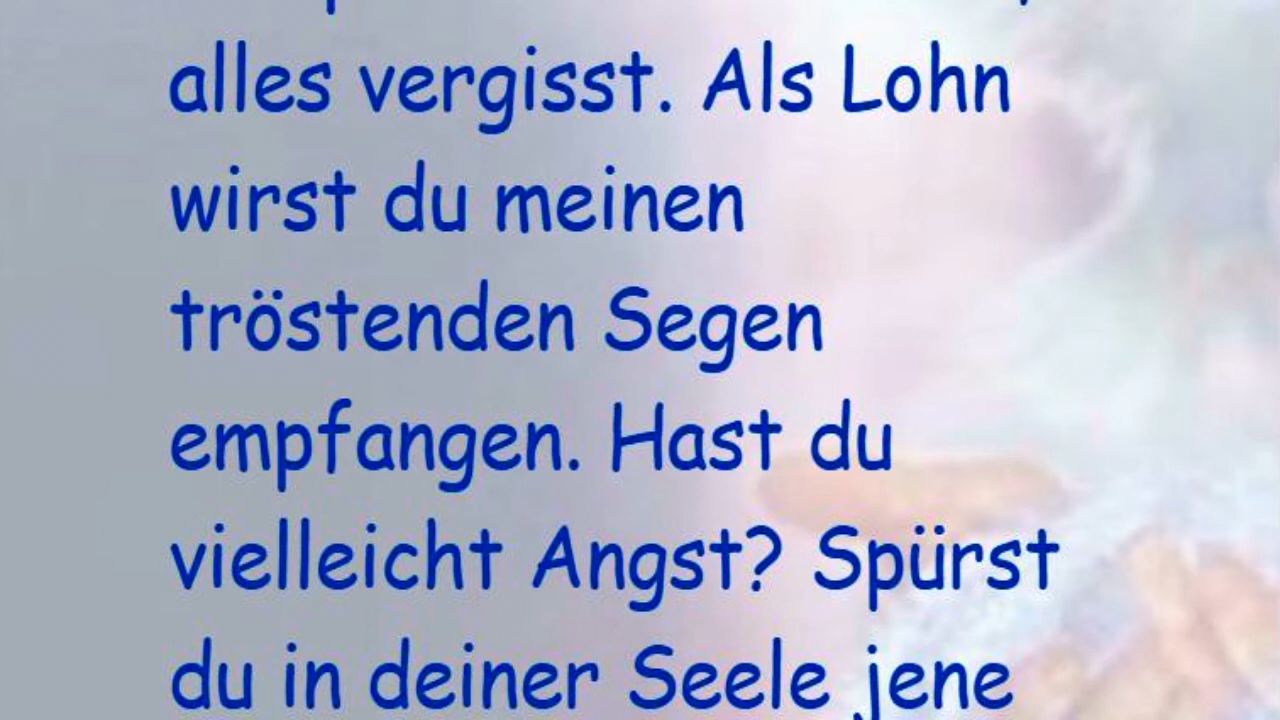 alles vergisst. Als Lohn
wirst du meinen
tröstenden Segen
empfangen. Hast du
vielleicht Angst? Spürst
du in deiner Seele jene